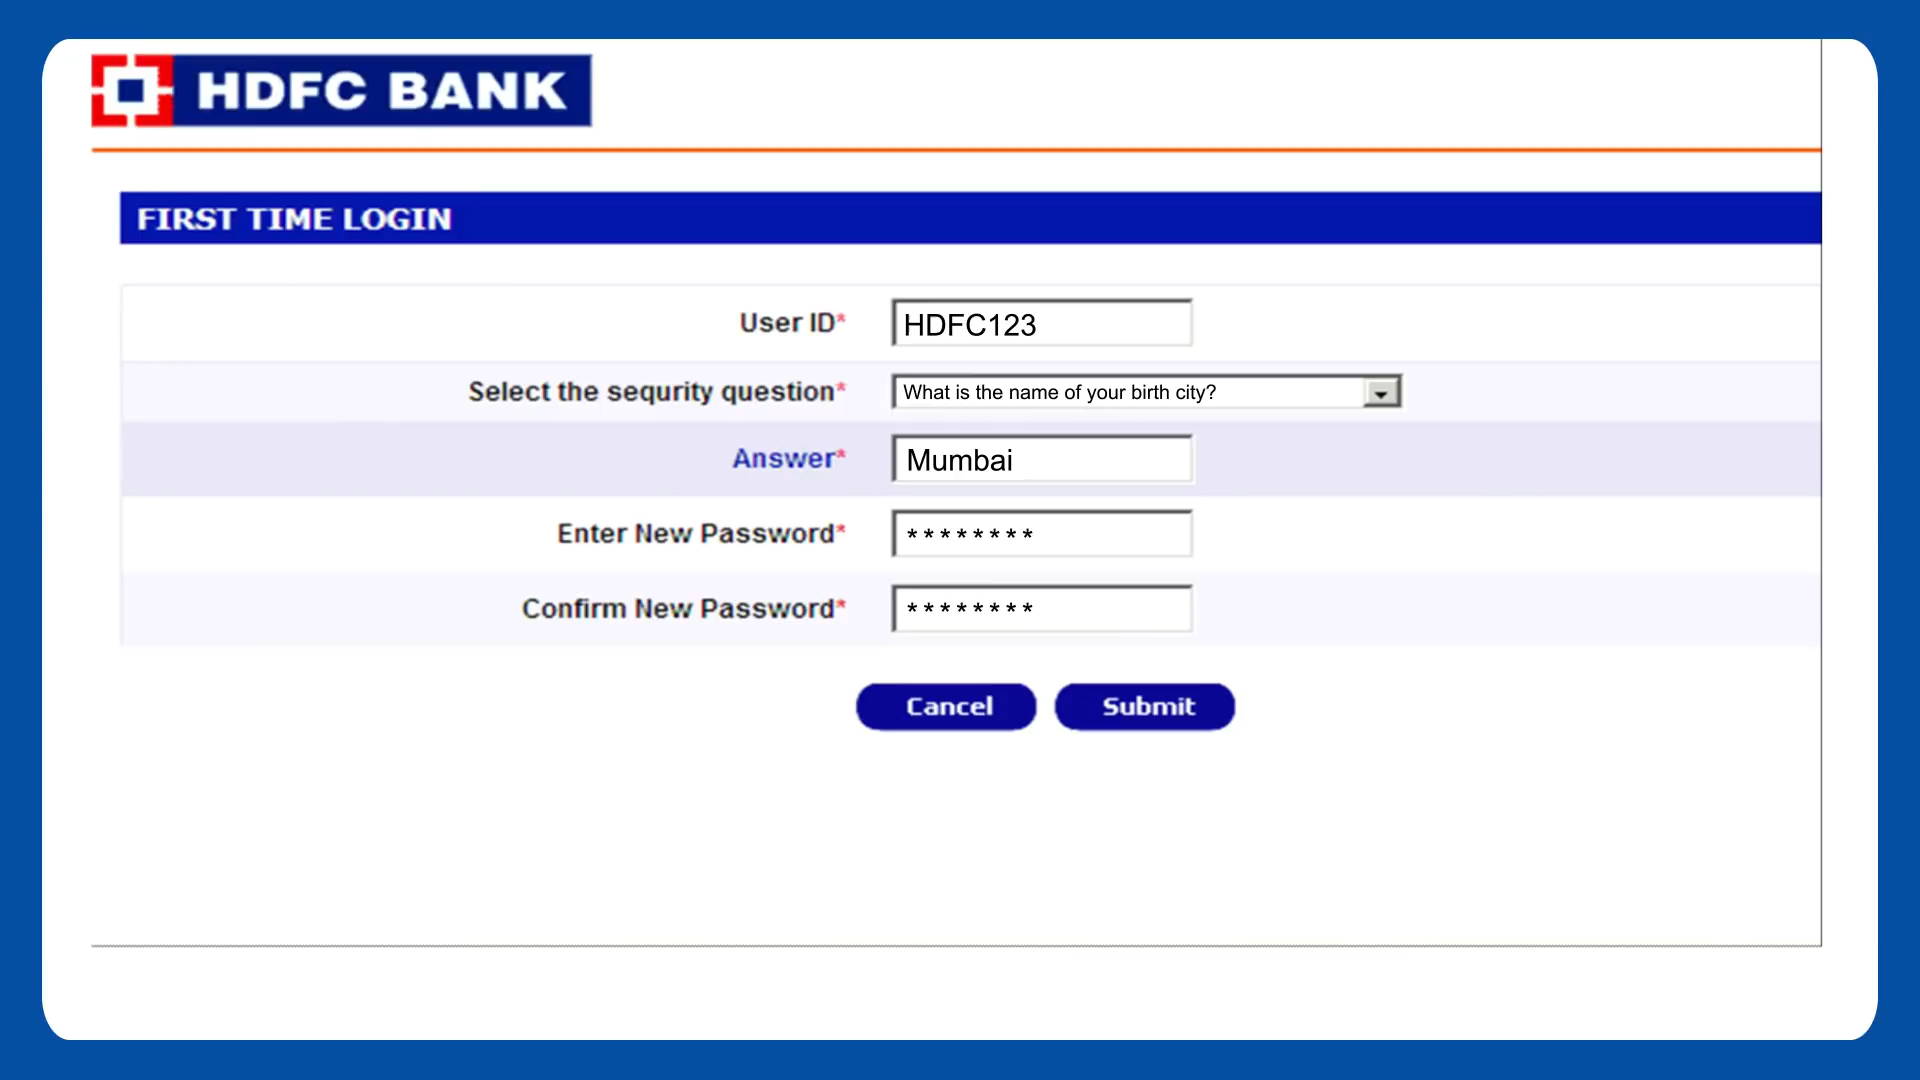 HDFC BANK
FIRST TIME LOGIN
User ID* HDFC123
Select the sequrity question* What is the name of your birth city?
Answer* Mumbai
Enter New Password* ********
Confirm New Password* ********
Cancel Submit